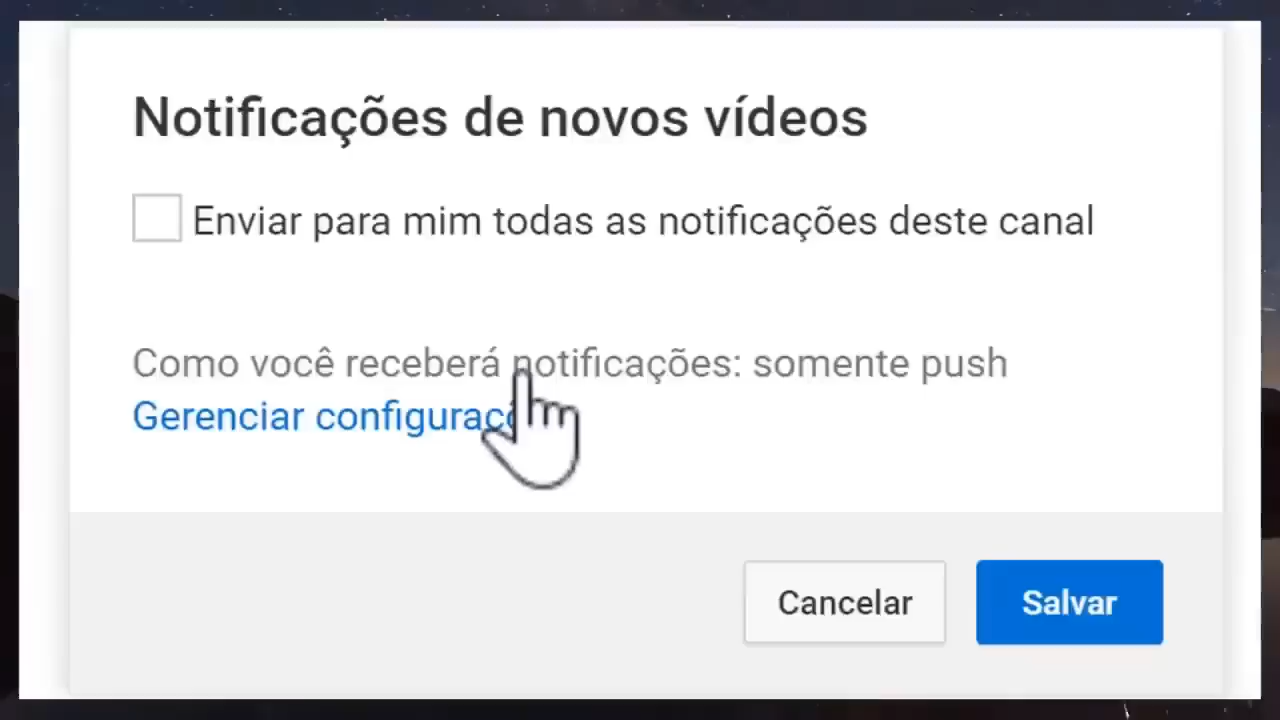 Notificações de novos vídeos
Enviar para mim todas as notificações deste canal
Como você receberá notificações: somente push
Gerenciar
Cancelar
Salvar